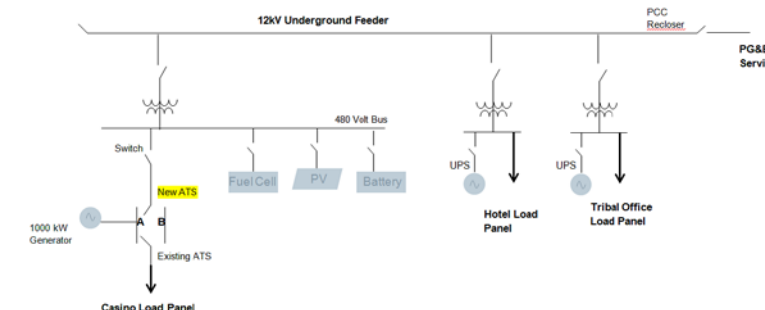 PCC
12kV Underground Feeder
Recloser
PG&E
Servi
480 Volt Bus
Switch
UPS
UPS
Fuel Cell
PV
Battery
New ATS
Hotel Load
Panel
Tribal Office
Load Panel
A B
1000 kW
Generator
Existing ATS
Casino Load Panel